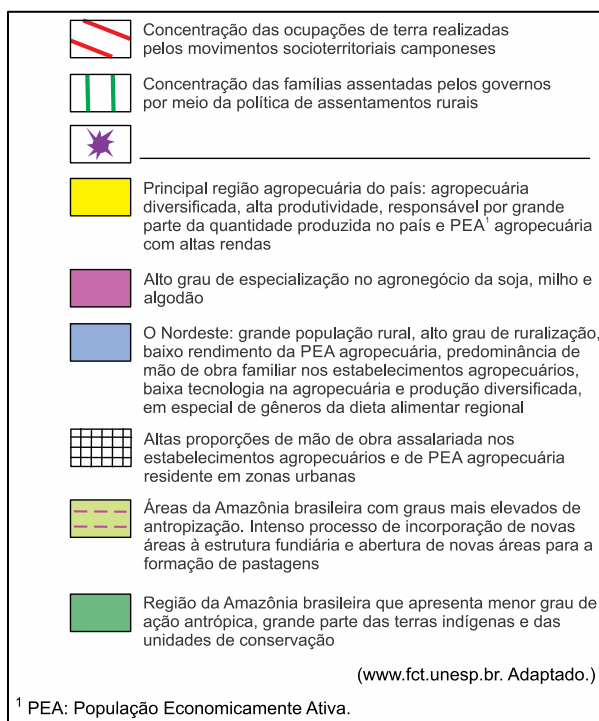 Concentração das ocupações de terra realizadas
pelos movimentos socioterritoriais camponeses
Concentração das famílias assentadas pelos governos
por meio da política de assentamentos rurais
Principal região agropecuária do país: agropecuária
diversificada, alta produtividade, responsável por grande
parte da quantidade produzida no país e PEA¹ agropecuária
com altas rendas
Alto grau de especialização no agronegócio da soja, milho e
algodão
O Nordeste: grande população rural, alto grau de ruralização,
baixo rendimento da PEA agropecuária, predominância de
mão de obra familiar nos estabelecimentos agropecuários,
baixa tecnologia na agropecuária e produção diversificada,
em especial de gêneros da dieta alimentar regional
Altas proporções de mão de obra assalariada nos
estabelecimentos agropecuários e de PEA agropecuária
residente em zonas urbanas
Áreas da Amazônia brasileira com graus mais elevados de
antropização. Intenso processo de incorporação de novas
áreas à estrutura fundiária e abertura de novas áreas para a
formação de pastagens
Região da Amazônia brasileira que apresenta menor grau de
ação antrópica, grande parte das terras indígenas e das
unidades de conservação
(www.fct.unesp.br. Adaptado.)
¹ PEA: População Economicamente Ativa.